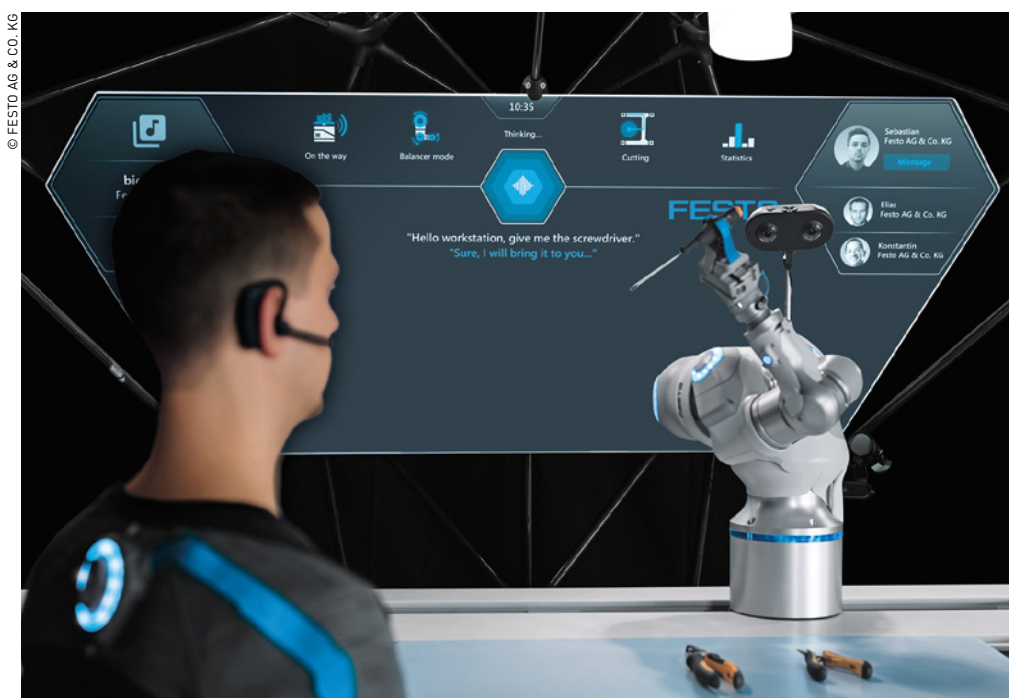 © FESTO AG & CO. KG
10:35
Thinking...
On the way
Balancer mode
Cutting
Statistics
Sebastian
Festo AG & Co. KG
Montage
Elias
Festo AG & Co. KG
Konstantin
Festo AG & Co. KG
FESTO
"Hello workstation, give me the screwdriver."
"Sure, I will bring it to you..."